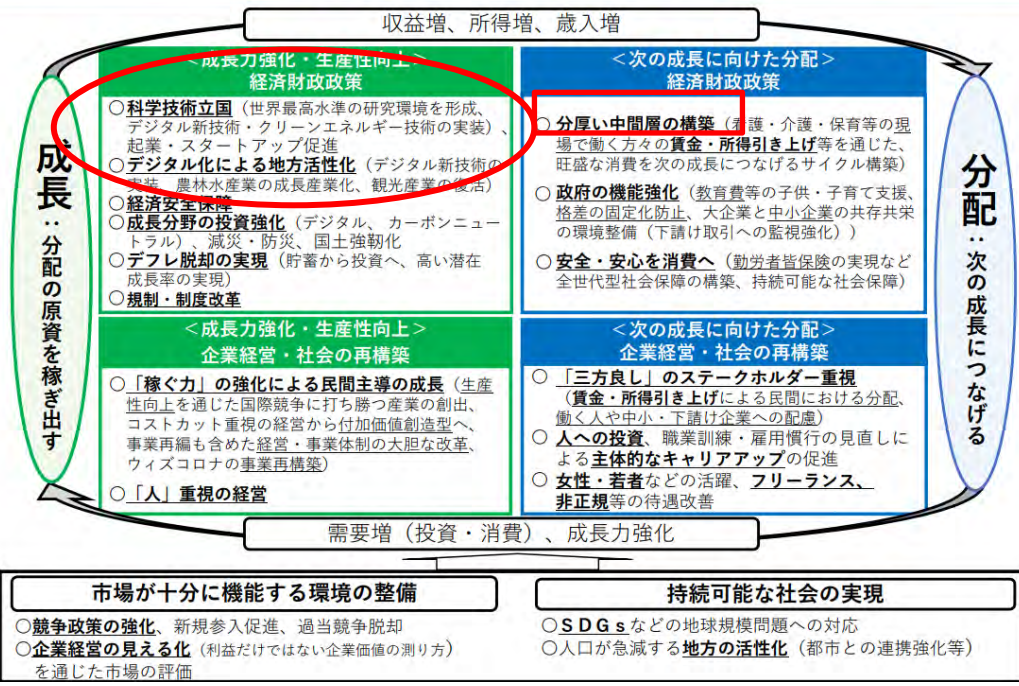 収益増、所得増、歳入増
成長：分配の原資を稼ぎ出す
＜成長力強化・生産性向上＞
経済財政政策
○科学技術立国（世界最高水準の研究環境を形成、
デジタル新技術・クリーンエネルギー技術の実装）、
起業・スタートアップ促進
○デジタル化による地方活性化（デジタル新技術の
実装、農林水産業の成長産業化、観光産業の復活）
○経済安全保障
○成長分野の投資強化（デジタル、カーボンニュー
トラル）、減災・防災、国土強靭化
○デフレ脱却の実現（貯蓄から投資へ、高い潜在
成長率の実現）
○規制・制度改革
＜次の成長に向けた分配＞
経済財政政策
○分厚い中間層の構築（看護・介護・保育等の現
場で働く方々の賃金・所得引き上げ等を通じた、
旺盛な消費を次の成長につなげるサイクル構築）
○政府の機能強化（教育費等の子供・子育て支援、
格差の固定化防止、大企業と中小企業の共存共栄
の環境整備（下請け取引への監視強化））
○安全・安心を消費へ（勤労者皆保険の実現など
全世代型社会保障の構築、持続可能な社会保障）
＜成長力強化・生産性向上＞
企業経営・社会の再構築
○「稼ぐ力」の強化による民間主導の成長（生産
性向上を通じた国際競争に打ち勝つ産業の創出、
コストカット重視の経営から付加価値創造型へ、
事業再編も含めた経営・事業体制の大胆な改革、
ウィズコロナの事業再構築）
○「人」重視の経営
＜次の成長に向けた分配＞
企業経営・社会の再構築
○「三方良し」のステークホルダー重視
（賃金・所得引き上げによる民間における分配、
働く人や中小・下請け企業への配慮）
○人への投資、職業訓練・雇用慣行の見直しに
よる主体的なキャリアアップの促進
○女性・若者などの活躍、フリーランス、
非正規等の待遇改善
分配：次の成長につなげる
需要増（投資・消費）、成長力強化
市場が十分に機能する環境の整備
○競争政策の強化、新規参入促進、過当競争脱却
○企業経営の見える化（利益だけではない企業価値の測り方）
を通じた市場の評価
持続可能な社会の実現
○ＳＤＧｓなどの地球規模問題への対応
○人口が急減する地方の活性化（都市との連携強化等）